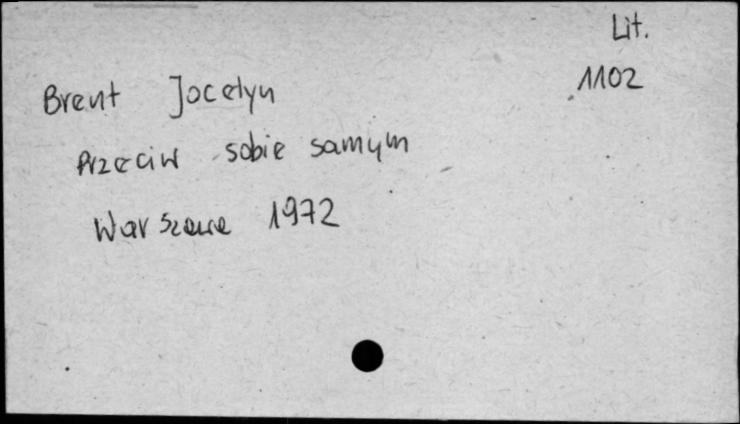 Lit.
1102
Brent Jocelyn
Przeciw sobie samym
Warszawa 1972